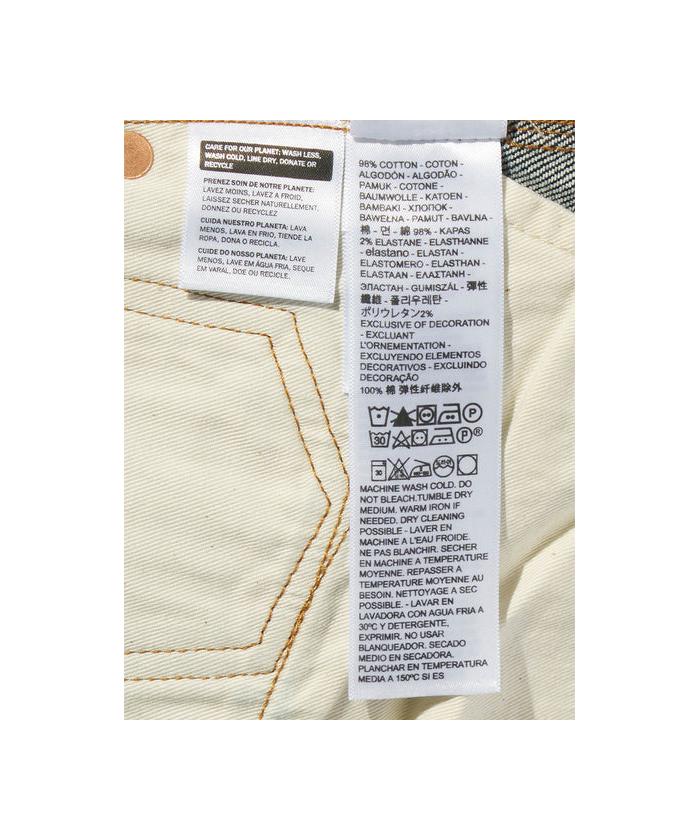 CARE FOR OUR PLANET: WASH LESS,
WASH COLD, LINE DRY, DONATE OR
RECYCLE
PRENEZ SOIN DE NOTRE PLANETE:
LAVEZ MOINS, LAVEZ A FROID,
LAISSEZ SECHER NATURELLEMENT.
DONNEZ OU RECYCLEZ
CUIDA NUESTRO PLANETA: LAVA
MENOS, LAVA EN FRIO, TIENDE LA
ROPA, DONA O RECICLA.
CUIDE DO NOSSO PLANETA: LAVE
MENOS, LAVE EM ÁGUA FRIA, SEQUE
EM VARAL, DOE OU RECICLE.
98% COTTON - COTON -
ALGODÓN - ALGODÃO -
PAMUK - COTONE -
BAUMWOLLE - KATOEN -
BAMBAKI - ХЛОПОК -
BAWEŁNA - PAMUT - BAVLNA -
棉 - 면 - 綿 98% - KAPAS
2% ELASTANE - ELASTHANNE
- elastano - ELASTAN -
ELASTOMERO - ELASTHAN -
ELASTAAN - ΕΛΑΣΤΑΝΗ -
ЭЛАСТАН - GUMISZÁL - 彈性
纖維 - 폴리우레탄 -
ポリウレタン2%
EXCLUSIVE OF DECORATION
- EXCLUANT
L'ORNEMENTATION -
EXCLUYENDO ELEMENTOS
DECORATIVOS - EXCLUINDO
DECORAÇÃO
100% 棉 弹性纤维除外
P
30 P ®
30
MACHINE WASH COLD. DO
NOT BLEACH.TUMBLE DRY
MEDIUM. WARM IRON IF
NEEDED. DRY CLEANING
POSSIBLE - LAVER EN
MACHINE A L'EAU FROIDE.
NE PAS BLANCHIR. SECHER
EN MACHINE A TEMPERATURE
MOYENNE. REPASSER A
TEMPERATURE MOYENNE AU
BESOIN. NETTOYAGE A SEC
POSSIBLE. - LAVAR EN
LAVADORA CON AGUA FRIA A
30ºC Y DETERGENTE,
EXPRIMIR. NO USAR
BLANQUEADOR. SECADO
MEDIO EN SECADORA.
PLANCHAR EN TEMPERATURA
MEDIA A 150ºC SI ES